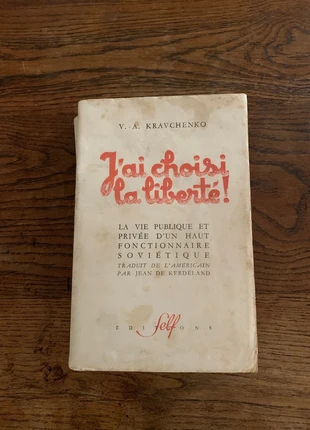 V. A. KRAVCHENKO
J'ai choisi
la liberté!
LA VIE PUBLIQUE ET
PRIVÉE D'UN HAUT
FONCTIONNAIRE
SOVIÉTIQUE
TRADUIT DE L'AMÉRICAIN
PAR JEAN DE KERDÉLAND
EDITIONS Self